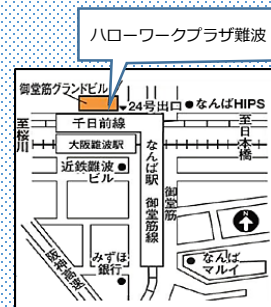 ハローワークプラザ難波
御堂筋グランドビル
24号出口
なんばHIPS
至桜川
千日前線
至日本橋
大阪難波駅
近鉄難波
ビル
なんば駅 御堂筋線
御堂筋
阪神高速
みずほ
銀行
なんば
マルイ